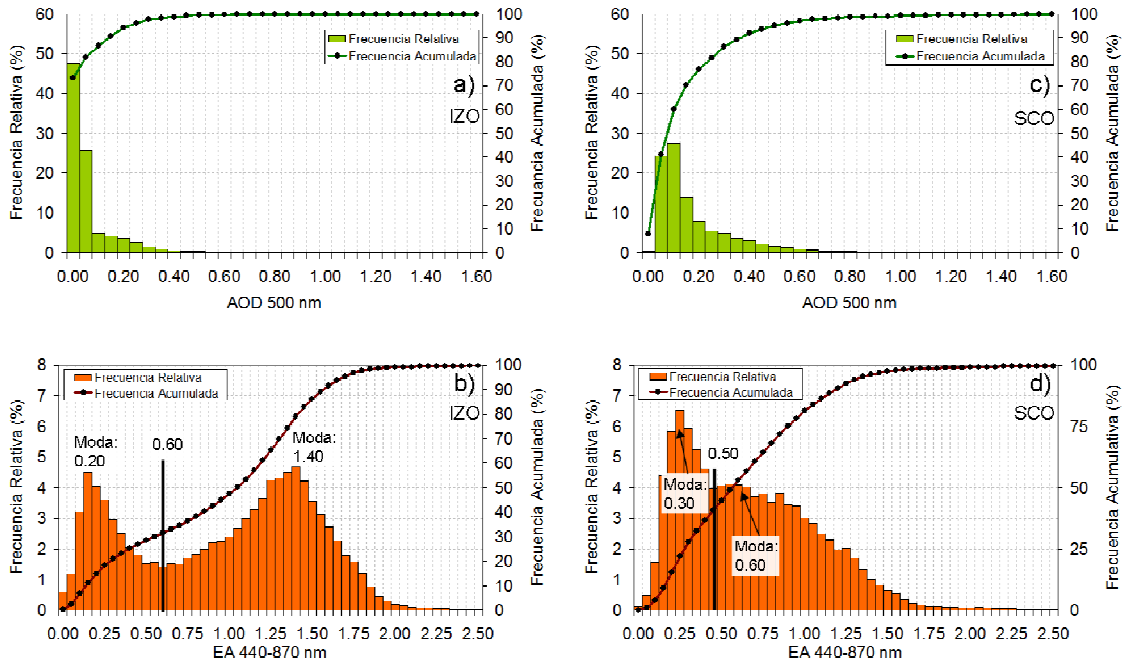 Frecuencia Relativa (%)
60
50
40
30
20
10
0
Frecuencia Relativa
Frecuencia Acumulada
a)
IZO
100
90
80
70
60
50
40
30
20
10
0
Frecuancia Acumulada (%)
0.00 0.20 0.40 0.60 0.80 1.00 1.20 1.40 1.60
AOD 500 nm
Frecuencia Relativa (%)
60
50
40
30
20
10
0
Frecuencia Relativa
Frecuencia Acumulada
c)
SCO
100
90
80
70
60
50
40
30
20
10
0
Frecuencia Acumulada (%)
0.00 0.20 0.40 0.60 0.80 1.00 1.20 1.40 1.60
AOD 500 nm
Frecuencia Relativa (%)
8
7
6
5
4
3
2
1
0
Frecuencia Relativa
Frecuencia Acumulada
b)
IZO
Moda:
0.20
0.60
Moda:
1.40
100
90
80
70
60
50
40
30
20
10
0
Frecuencia Acumulada (%)
0.00 0.25 0.50 0.75 1.00 1.25 1.50 1.75 2.00 2.25 2.50
EA 440-870 nm
Frecuencia Relativa (%)
8
7
6
5
4
3
2
1
0
Frecuencia Relativa
Frecuencia Acumulada
d)
SCO
0.50
Moda:
0.30
Moda:
0.60
100
75
50
25
0
Frecuencia Acumulativa (%)
0.00 0.25 0.50 0.75 1.00 1.25 1.50 1.75 2.00 2.25 2.50
EA 440-870 nm